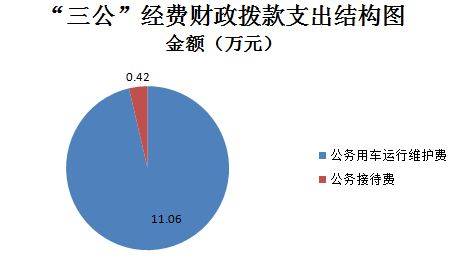 “三公”经费财政拨款支出结构图
金额（万元）
0.42
11.06
公务用车运行维护费
公务接待费